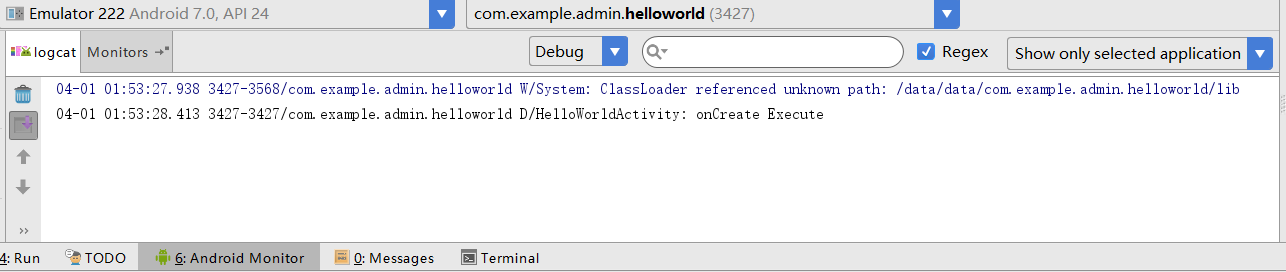 Emulator 222 Android 7.0, API 24 com.example.admin.helloworld (3427)
logcat Monitors Debug Regex Show only selected application
04-01 01:53:27.938 3427-3568/com.example.admin.helloworld W/System: ClassLoader referenced unknown path: /data/data/com.example.admin.helloworld/lib
04-01 01:53:28.413 3427-3427/com.example.admin.helloworld D/HelloWorldActivity: onCreate Execute
4: Run TODO 6: Android Monitor 0: Messages Terminal